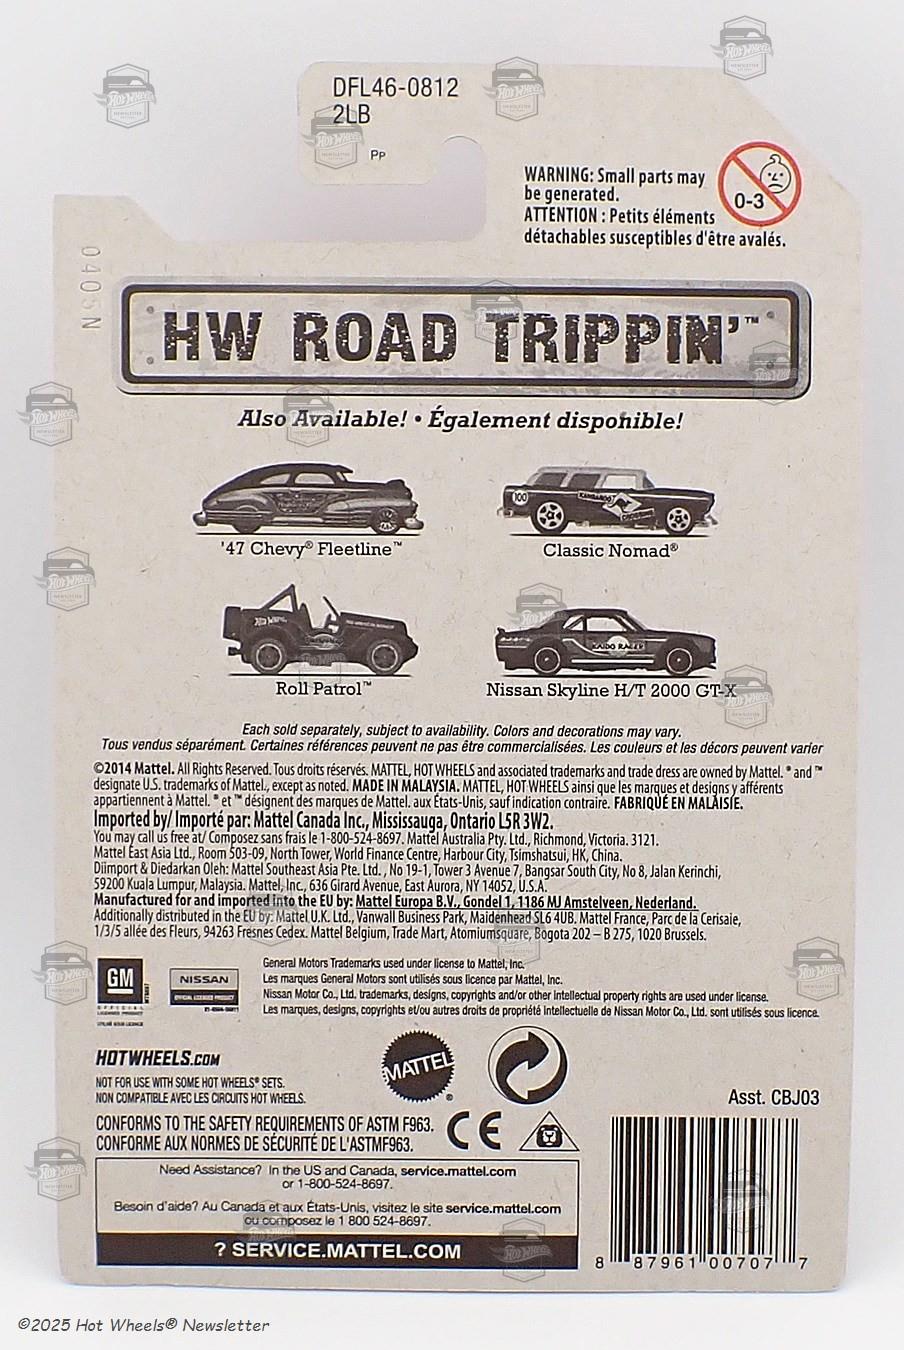 DFL46-0812
2LB
Pp
WARNING: Small parts may
be generated.
ATTENTION : Petits éléments
détachables susceptibles d'être avalés.
0-3
0405N
HW ROAD TRIPPIN'™
Also Available! • Également disponible!
'47 Chevy® Fleetline™
100
KANGAROO
Classic Nomad®
Roll Patrol™
KAIDO RACER
Nissan Skyline H/T 2000 GT-X
Each sold separately, subject to availability. Colors and decorations may vary.
Tous vendus séparément. Certaines références peuvent ne pas être commercialisées. Les couleurs et les décors peuvent varier
©2014 Mattel. All Rights Reserved. Tous droits réservés. MATTEL, HOT WHEELS and associated trademarks and trade dress are owned by Mattel. ® and ™
designate U.S. trademarks of Mattel., except as noted. MADE IN MALAYSIA. MATTEL, HOT WHEELS ainsi que les marques et designs y afférents
appartiennent à Mattel. ® et ™ désignent des marques de Mattel. aux États-Unis, sauf indication contraire. FABRIQUÉ EN MALAISIE.
Imported by/ Importé par: Mattel Canada Inc., Mississauga, Ontario L5R 3W2.
You may call us free at/ Composez sans frais le 1-800-524-8697. Mattel Australia Pty. Ltd., Richmond, Victoria. 3121.
Mattel East Asia Ltd., Room 503-09, North Tower, World Finance Centre, Harbour City, Tsimshatsui, HK, China.
Diimport & Diedarkan Oleh: Mattel Southeast Asia Pte. Ltd. , No 19-1, Tower 3 Avenue 7, Bangsar South City, No 8, Jalan Kerinchi,
59200 Kuala Lumpur, Malaysia. Mattel, Inc., 636 Girard Avenue, East Aurora, NY 14052, U.S.A.
Manufactured for and imported into the EU by: Mattel Europa B.V., Gondel 1, 1186 MJ Amstelveen, Nederland.
Additionally distributed in the EU by: Mattel U.K. Ltd., Vanwall Business Park, Maidenhead SL6 4UB. Mattel France, Parc de la Cerisaie,
1/3/5 allée des Fleurs, 94263 Fresnes Cedex. Mattel Belgium, Trade Mart, Atomiumsquare, Bogota 202 – B 275, 1020 Brussels.
GM
OFFICIAL
LICENSED PRODUCT
NISSAN
OFFICIAL LICENSED PRODUCT
General Motors Trademarks used under license to Mattel, Inc.
Les marques General Motors sont utilisés sous licence par Mattel, Inc.
Nissan Motor Co., Ltd. trademarks, designs, copyrights and/or other intellectual property rights are used under license.
Les marques, designs, copyrights et/ou autres droits de propriété intellectuelle de Nissan Motor Co., Ltd. sont utilisés sous licence.
HOTWHEELS.COM
NOT FOR USE WITH SOME HOT WHEELS® SETS.
NON COMPATIBLE AVEC LES CIRCUITS HOT WHEELS.
MATTEL®
Asst. CBJ03
CONFORMS TO THE SAFETY REQUIREMENTS OF ASTM F963.
CONFORME AUX NORMES DE SÉCURITÉ DE L'ASTMF963.
CE
Need Assistance? In the US and Canada, service.mattel.com
or 1-800-524-8697.
Besoin d'aide? Au Canada et aux États-Unis, visitez le site service.mattel.com
ou composez le 1 800 524-8697.
? SERVICE.MATTEL.COM
8 87961 00707 7
©2025 Hot Wheels® Newsletter